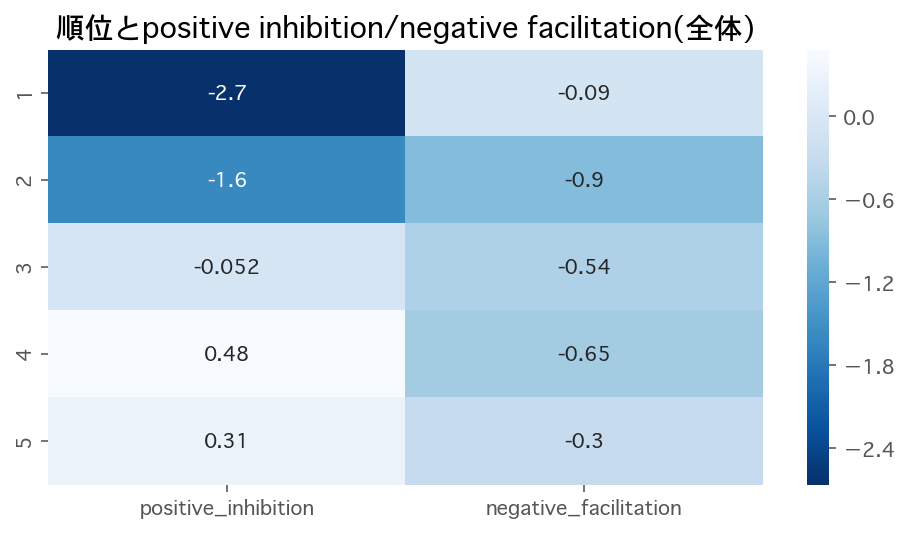 順位とpositive inhibition/negative facilitation(全体)
1 -2.7 -0.09
2 -1.6 -0.9
3 -0.052 -0.54
4 0.48 -0.65
5 0.31 -0.3
positive_inhibition negative_facilitation
0.0
−0.6
−1.2
−1.8
−2.4